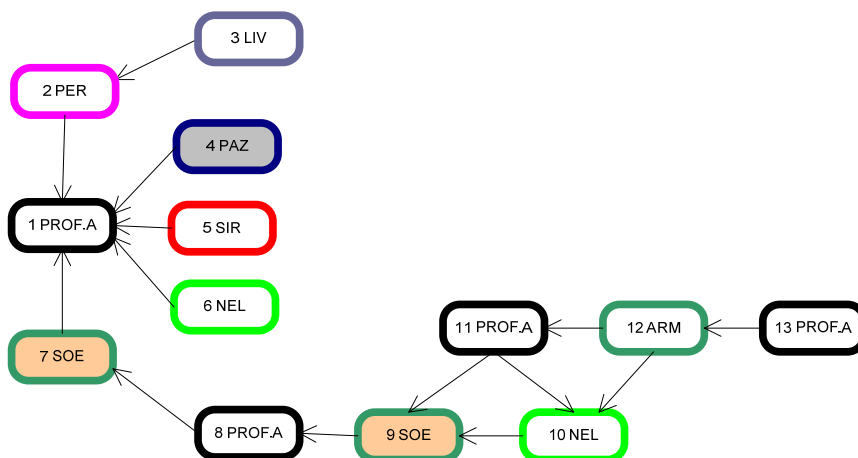 3 LIV
2 PER
4 PAZ
1 PROF.A
5 SIR
6 NEL
11 PROF.A
12 ARM
13 PROF.A
7 SOE
8 PROF.A
9 SOE
10 NEL